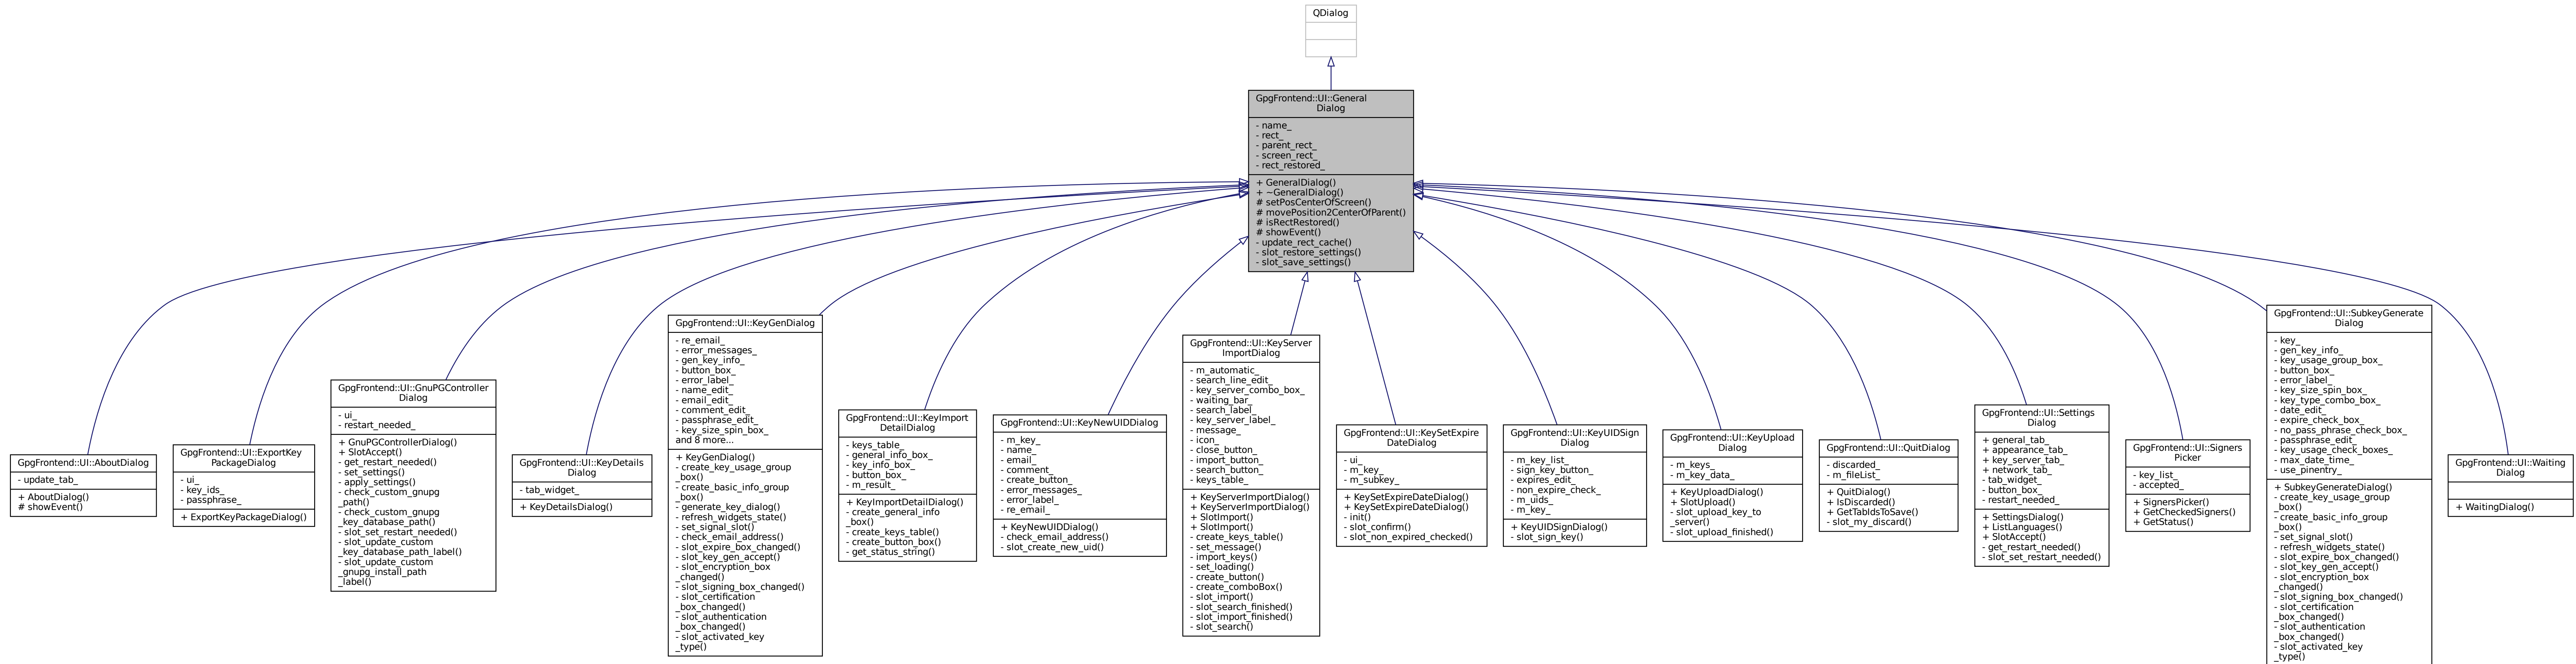 QDialog
GpgFrontend::UI::General
Dialog
- name_
- rect_
- parent_rect_
- screen_rect_
- rect_restored_
+ GeneralDialog()
+ ~GeneralDialog()
# setPosCenterOfScreen()
# movePosition2CenterOfParent()
# isRectRestored()
# showEvent()
- update_rect_cache()
- slot_restore_settings()
- slot_save_settings()
GpgFrontend::UI::AboutDialog
- update_tab_
+ AboutDialog()
# showEvent()
GpgFrontend::UI::ExportKey
PackageDialog
- ui_
- key_ids_
- passphrase_
+ ExportKeyPackageDialog()
GpgFrontend::UI::GnuPGController
Dialog
- ui_
- restart_needed_
+ GnuPGControllerDialog()
+ SlotAccept()
- get_restart_needed()
- set_settings()
- apply_settings()
- check_custom_gnupg
_path()
- check_custom_gnupg
_key_database_path()
- slot_set_restart_needed()
- slot_update_custom
_key_database_path_label()
- slot_update_custom
_gnupg_install_path
_label()
GpgFrontend::UI::KeyDetails
Dialog
- tab_widget_
+ KeyDetailsDialog()
GpgFrontend::UI::KeyGenDialog
- re_email_
- error_messages_
- gen_key_info_
- button_box_
- error_label_
- name_edit_
- email_edit_
- comment_edit_
- passphrase_edit_
- key_size_spin_box_
and 8 more...
+ KeyGenDialog()
- create_key_usage_group
_box()
- create_basic_info_group
_box()
- generate_key_dialog()
- refresh_widgets_state()
- set_signal_slot()
- check_email_address()
- slot_expire_box_changed()
- slot_key_gen_accept()
- slot_encryption_box
_changed()
- slot_signing_box_changed()
- slot_certification
_box_changed()
- slot_authentication
_box_changed()
- slot_activated_key
_type()
GpgFrontend::UI::KeyImport
DetailDialog
- keys_table_
- general_info_box_
- key_info_box_
- button_box_
- m_result_
+ KeyImportDetailDialog()
- create_general_info
_box()
- create_keys_table()
- create_button_box()
- get_status_string()
GpgFrontend::UI::KeyNewUIDDialog
- m_key_
- name_
- email_
- comment_
- create_button_
- error_messages_
- error_label_
- re_email_
+ KeyNewUIDDialog()
- check_email_address()
- slot_create_new_uid()
GpgFrontend::UI::KeyServer
ImportDialog
- m_automatic_
- search_line_edit_
- key_server_combo_box_
- waiting_bar_
- search_label_
- key_server_label_
- message_
- icon_
- close_button_
- import_button_
- search_button_
- keys_table_
+ KeyServerImportDialog()
+ KeyServerImportDialog()
+ SlotImport()
+ SlotImport()
- create_keys_table()
- set_message()
- import_keys()
- set_loading()
- create_button()
- create_comboBox()
- slot_import()
- slot_search_finished()
- slot_import_finished()
- slot_search()
GpgFrontend::UI::KeySetExpire
DateDialog
- ui_
- m_key_
- m_subkey_
+ KeySetExpireDateDialog()
+ KeySetExpireDateDialog()
- init()
- slot_confirm()
- slot_non_expired_checked()
GpgFrontend::UI::KeyUIDSign
Dialog
- m_key_list_
- sign_key_button_
- expires_edit_
- non_expire_check_
- m_uids_
- m_key_
+ KeyUIDSignDialog()
- slot_sign_key()
GpgFrontend::UI::KeyUpload
Dialog
- m_keys_
- m_key_data_
+ KeyUploadDialog()
+ SlotUpload()
- slot_upload_key_to
_server()
- slot_upload_finished()
GpgFrontend::UI::QuitDialog
- discarded_
- m_fileList_
+ QuitDialog()
+ IsDiscarded()
+ GetTabIdsToSave()
- slot_my_discard()
GpgFrontend::UI::Settings
Dialog
+ general_tab_
+ appearance_tab_
+ key_server_tab_
+ network_tab_
- tab_widget_
- button_box_
- restart_needed_
+ SettingsDialog()
+ ListLanguages()
+ SlotAccept()
- get_restart_needed()
- slot_set_restart_needed()
GpgFrontend::UI::Signers
Picker
- key_list_
- accepted_
+ SignersPicker()
+ GetCheckedSigners()
+ GetStatus()
GpgFrontend::UI::SubkeyGenerate
Dialog
- key_
- gen_key_info_
- key_usage_group_box_
- button_box_
- error_label_
- key_size_spin_box_
- key_type_combo_box_
- date_edit_
- expire_check_box_
- no_pass_phrase_check_box_
- passphrase_edit_
- key_usage_check_boxes_
- max_date_time_
- use_pinentry_
+ SubkeyGenerateDialog()
- create_key_usage_group
_box()
- create_basic_info_group
_box()
- set_signal_slot()
- refresh_widgets_state()
- slot_expire_box_changed()
- slot_key_gen_accept()
- slot_encryption_box
_changed()
- slot_signing_box_changed()
- slot_certification
_box_changed()
- slot_authentication
_box_changed()
- slot_activated_key
_type()
GpgFrontend::UI::Waiting
Dialog
+ WaitingDialog()